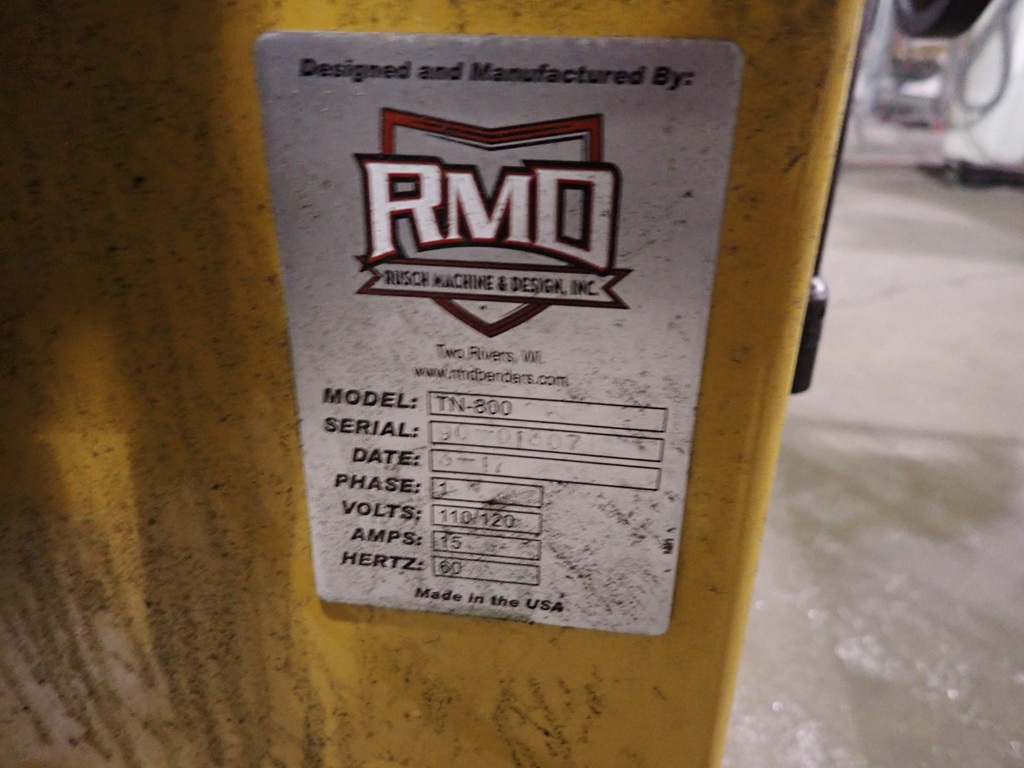 Designed and Manufactured By:
RMD
RUSCH MACHINE & DESIGN, INC.
Two Rivers, WI.
www.rmdbenders.com
MODEL: TN-800
SERIAL:
DATE:
PHASE: 1
VOLTS: 110/120
AMPS: 15
HERTZ: 60
Made in the USA